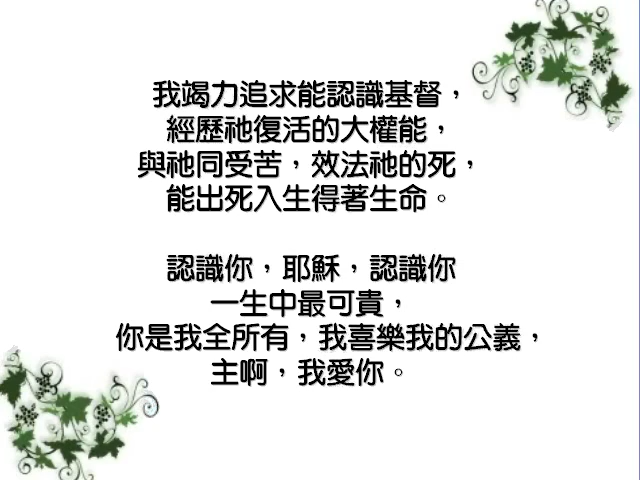 我竭力追求能認識基督，
經歷祂復活的大權能，
與祂同受苦，效法祂的死，
能出死入生得著生命。
認識你，耶穌，認識你
一生中最可貴，
你是我全所有，我喜樂我的公義，
主啊，我愛你。